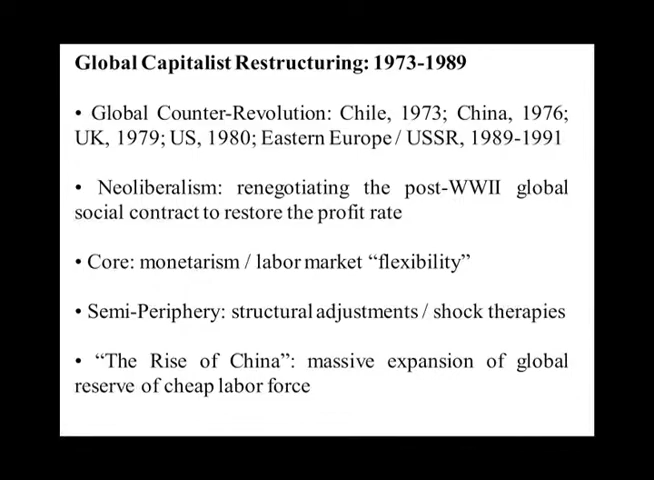 Global Capitalist Restructuring: 1973-1989
• Global Counter-Revolution: Chile, 1973; China, 1976;
UK, 1979; US, 1980; Eastern Europe / USSR, 1989-1991
• Neoliberalism: renegotiating the post-WWII global
social contract to restore the profit rate
• Core: monetarism / labor market “flexibility”
• Semi-Periphery: structural adjustments / shock therapies
• “The Rise of China”: massive expansion of global
reserve of cheap labor force